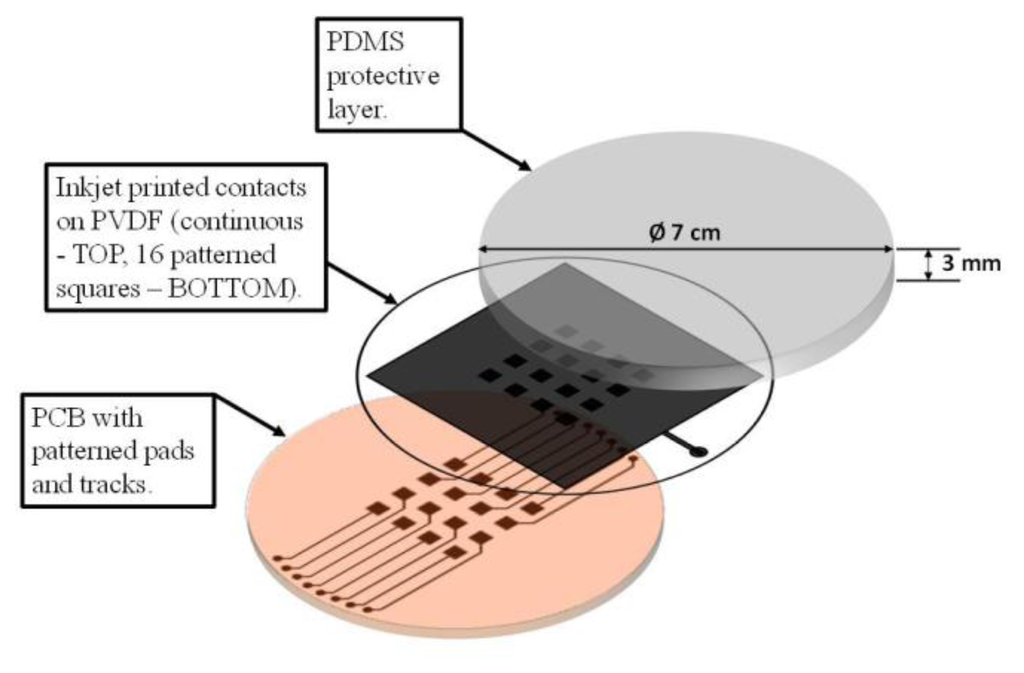 PDMS
protective
layer.
Inkjet printed contacts
on PVDF (continuous
- TOP, 16 patterned
squares – BOTTOM).
Ø 7 cm
3 mm
PCB with
patterned pads
and tracks.